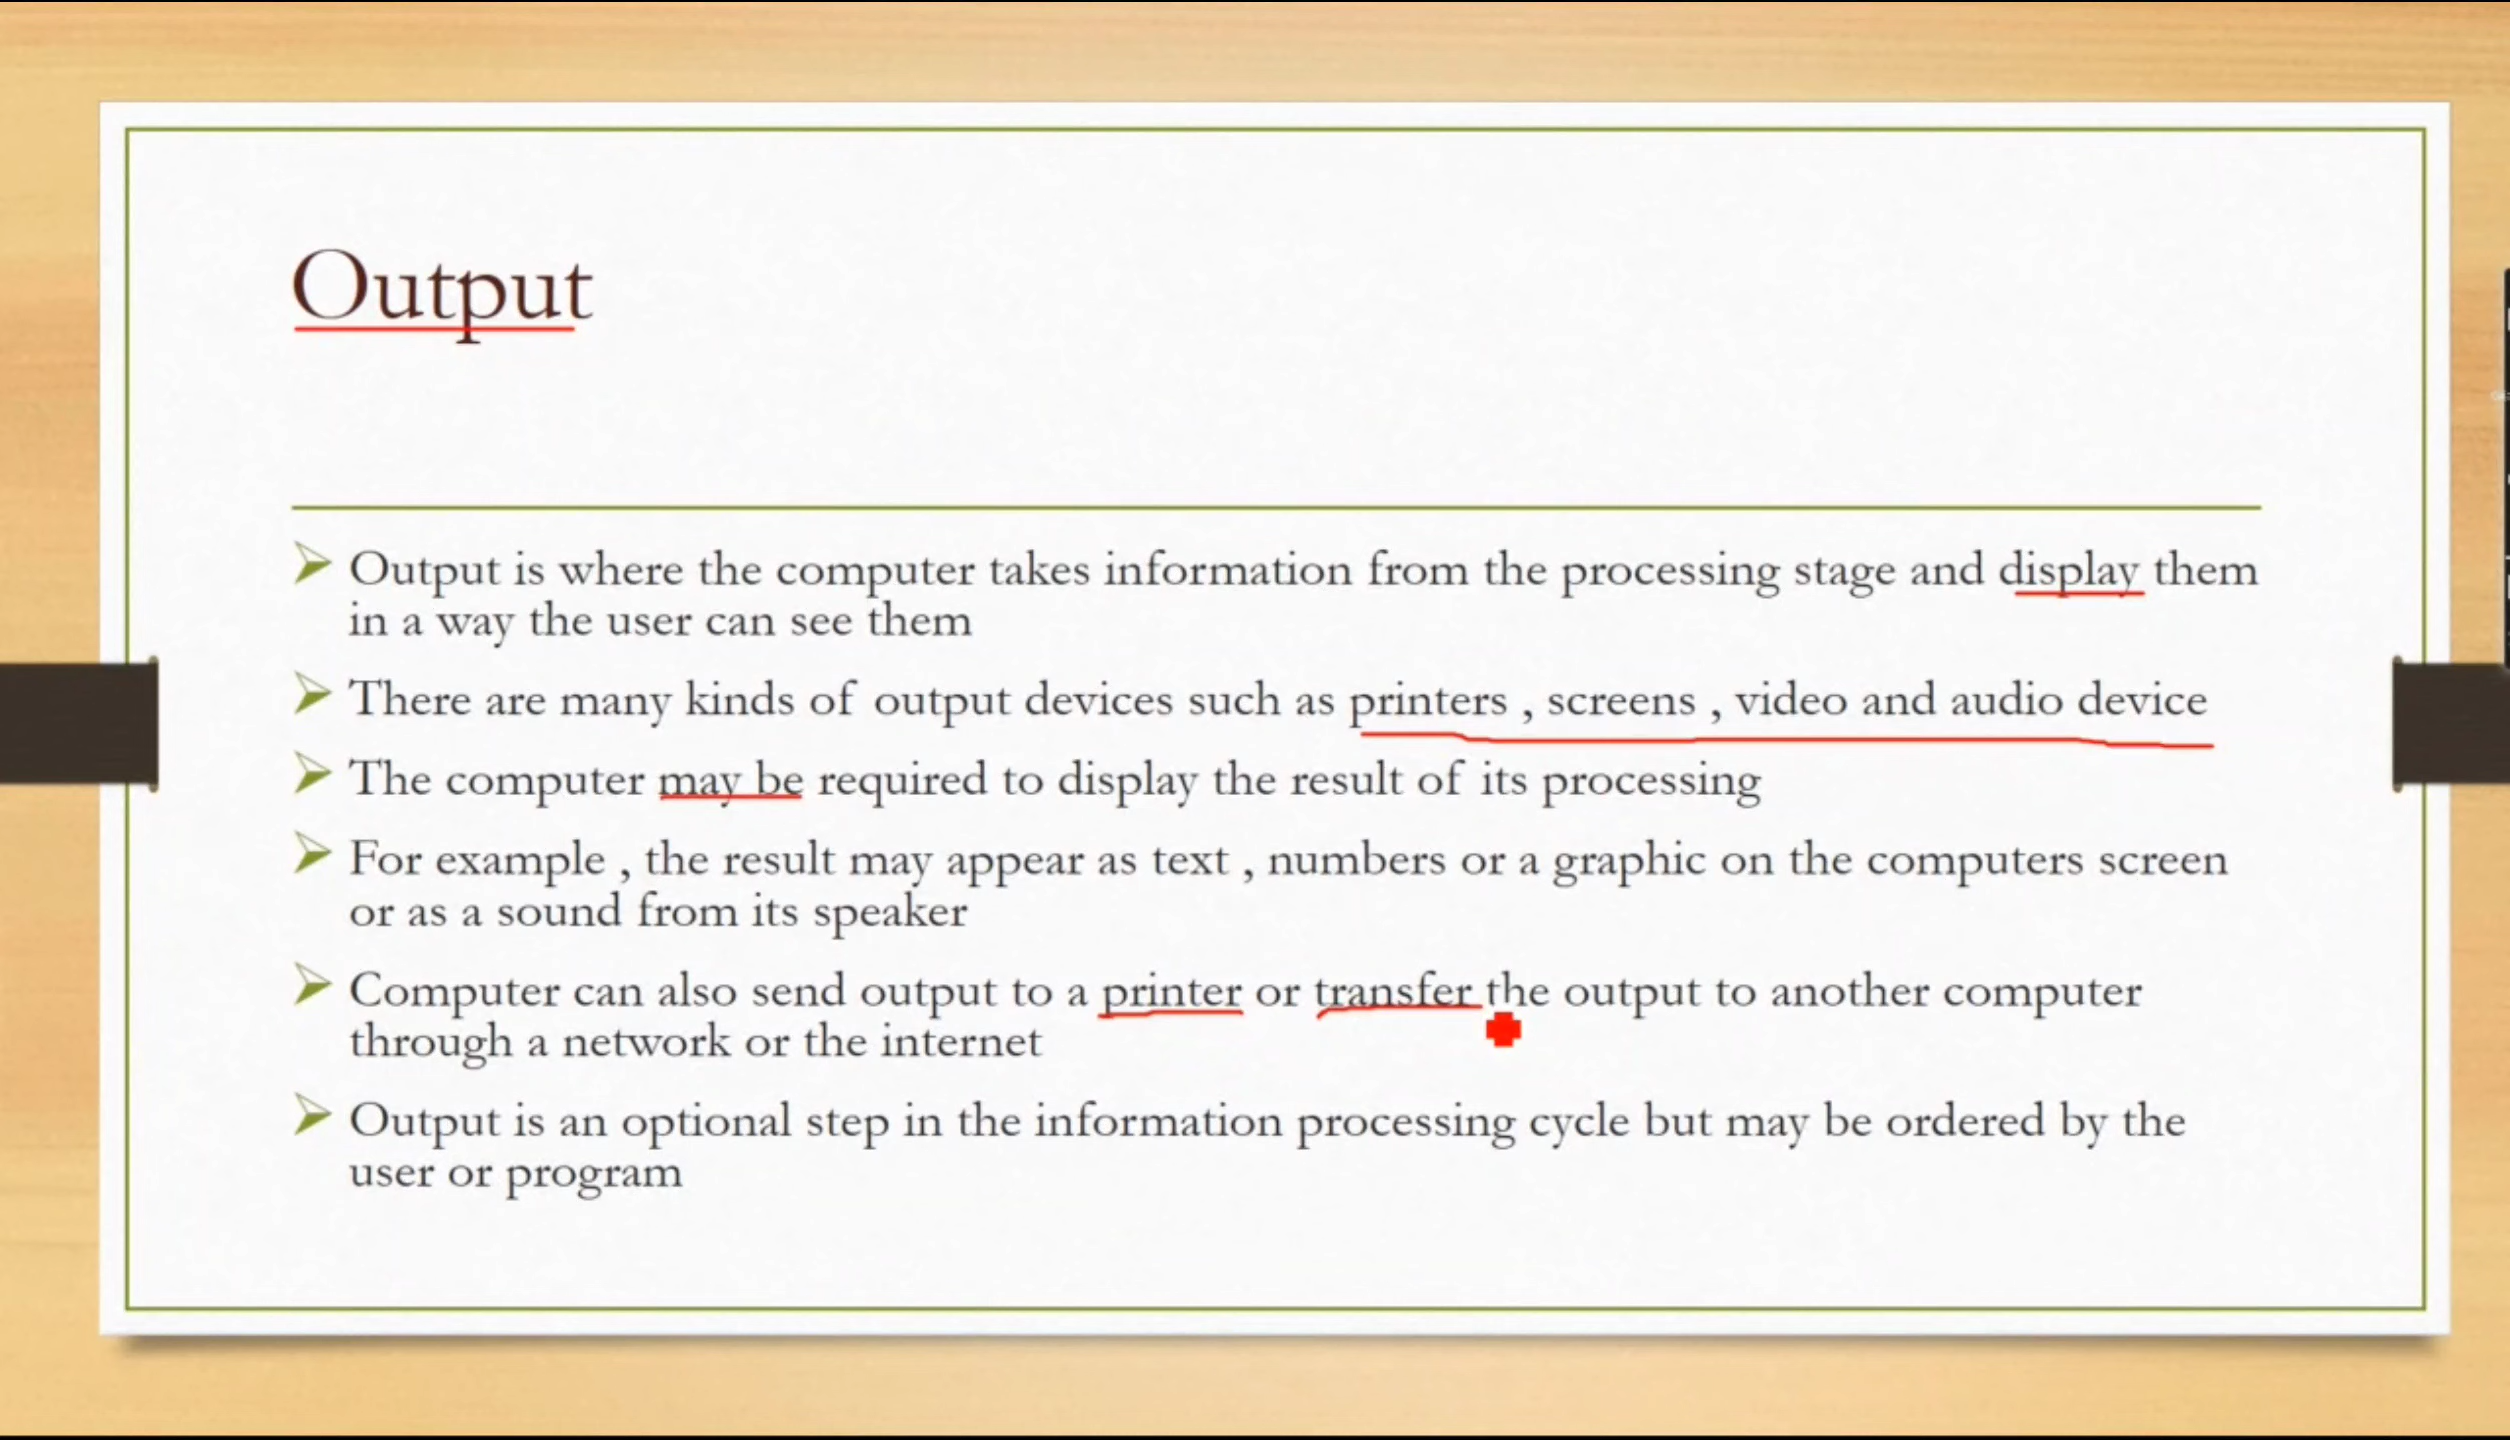 Output
Output is where the computer takes information from the processing stage and display them
in a way the user can see them
There are many kinds of output devices such as printers , screens , video and audio device
The computer may be required to display the result of its processing
For example , the result may appear as text , numbers or a graphic on the computers screen
or as a sound from its speaker
Computer can also send output to a printer or transfer the output to another computer
through a network or the internet
Output is an optional step in the information processing cycle but may be ordered by the
user or program